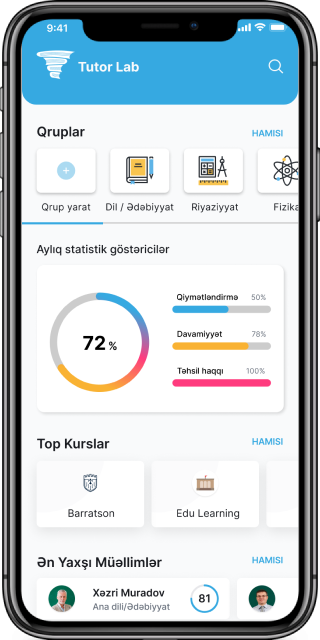 9:41
Tutor Lab
Qruplar
HAMISI
Qrup yarat
Dil / Ədəbiyyat
Riyaziyyat
Fizika
Aylıq statistik göstəricilər
72 %
Qiymətləndirmə 50%
Davamiyyət 78%
Təhsil haqqı 100%
Top Kurslar
HAMISI
Barratson
Edu Learning
Ən Yaxşı Müəllimlər
HAMISI
Xəzri Muradov
Ana dili/Ədəbiyyat
81